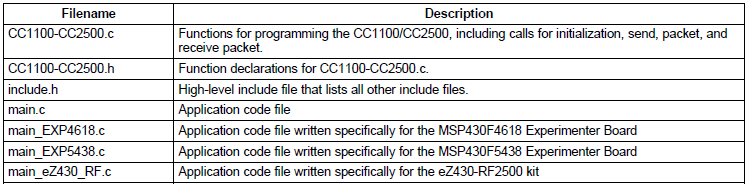 Filename Description
CC1100-CC2500.c Functions for programming the CC1100/CC2500, including calls for initialization, send, packet, and
receive packet.
CC1100-CC2500.h Function declarations for CC1100-CC2500.c.
include.h High-level include file that lists all other include files.
main.c Application code file
main_EXP4618.c Application code file written specifically for the MSP430F4618 Experimenter Board
main_EXP5438.c Application code file written specifically for the MSP430F5438 Experimenter Board
main_eZ430_RF.c Application code file written specifically for the eZ430-RF2500 kit